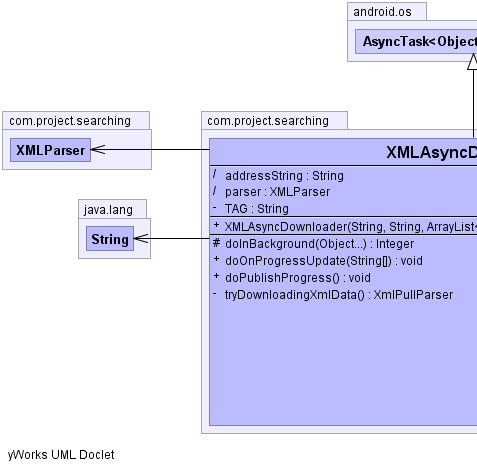 android.os
AsyncTask<Object
com.project.searching
XMLParser
com.project.searching
XMLAsyncD
/ addressString : String
/ parser : XMLParser
- TAG : String
+ XMLAsyncDownloader(String, String, ArrayList<
# doInBackground(Object...) : Integer
+ doOnProgressUpdate(String[]) : void
+ doPublishProgress() : void
- tryDownloadingXmlData() : XmlPullParser
java.lang
String
yWorks UML Doclet